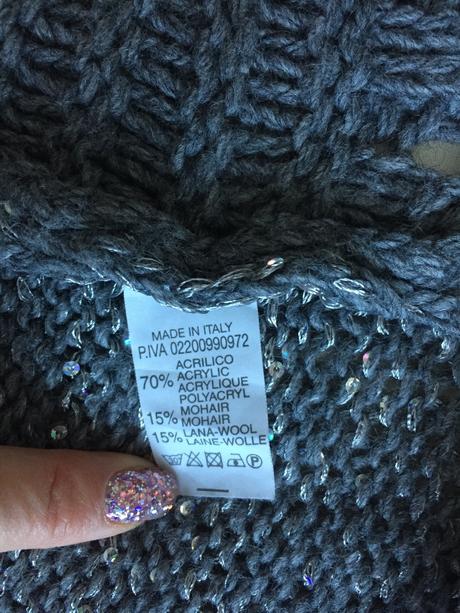 MADE IN ITALY
P.IVA 02200990972
ACRILICO
70% ACRYLIC
ACRYLIQUE
POLYACRYL
MOHAIR
15% MOHAIR
15% LANA-WOOL
LAINE-WOLLE
P